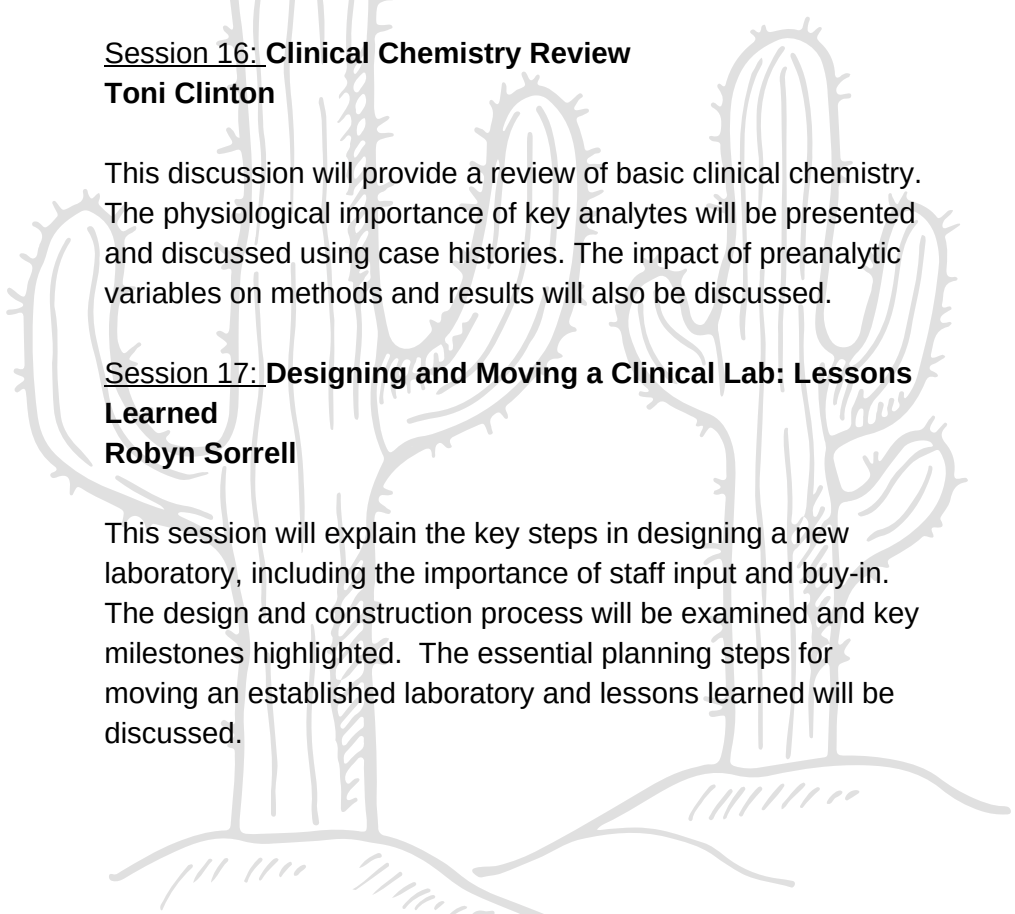 Session 16: Clinical Chemistry Review
Toni Clinton
This discussion will provide a review of basic clinical chemistry.
The physiological importance of key analytes will be presented
and discussed using case histories. The impact of preanalytic
variables on methods and results will also be discussed.
Session 17: Designing and Moving a Clinical Lab: Lessons
Learned
Robyn Sorrell
This session will explain the key steps in designing a new
laboratory, including the importance of staff input and buy-in.
The design and construction process will be examined and key
milestones highlighted.  The essential planning steps for
moving an established laboratory and lessons learned will be
discussed.